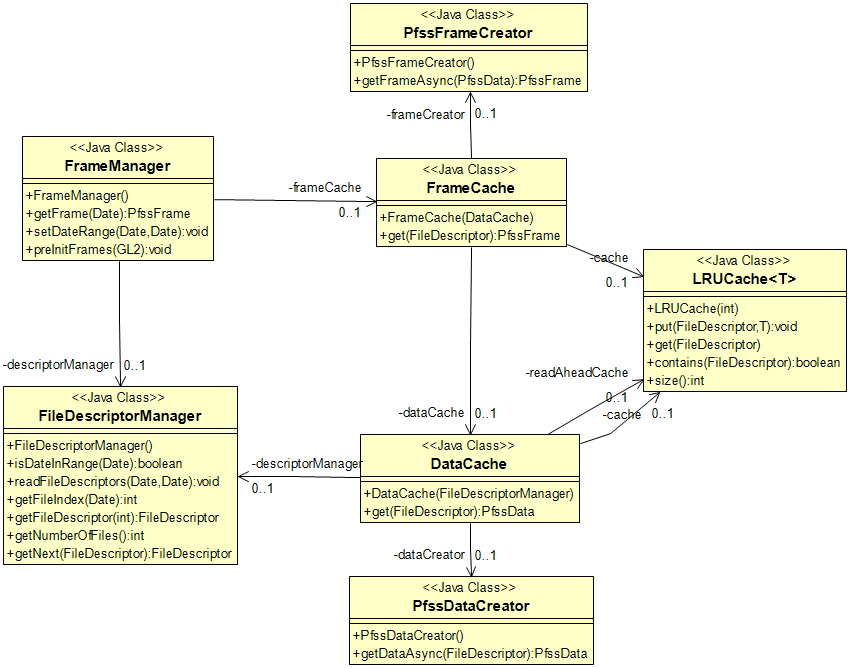 <<Java Class>>
PfssFrameCreator
+PfssFrameCreator()
+getFrameAsync(PfssData):PfssFrame
-frameCreator
0..1
<<Java Class>>
FrameManager
+FrameManager()
+getFrame(Date):PfssFrame
+setDateRange(Date,Date):void
+preInitFrames(GL2):void
-frameCache
0..1
<<Java Class>>
FrameCache
+FrameCache(DataCache)
+get(FileDescriptor):PfssFrame
-cache
0..1
<<Java Class>>
LRUCache<T>
+LRUCache(int)
+put(FileDescriptor,T):void
+get(FileDescriptor)
+contains(FileDescriptor):boolean
+size():int
-descriptorManager
0..1
-readAheadCache
0..1
-cache
0..1
-dataCache
0..1
<<Java Class>>
FileDescriptorManager
+FileDescriptorManager()
+isDateInRange(Date):boolean
+readFileDescriptors(Date,Date):void
+getFileIndex(Date):int
+getFileDescriptor(int):FileDescriptor
+getNumberOfFiles():int
+getNext(FileDescriptor):FileDescriptor
-descriptorManager
0..1
<<Java Class>>
DataCache
+DataCache(FileDescriptorManager)
+get(FileDescriptor):PfssData
-dataCreator
0..1
<<Java Class>>
PfssDataCreator
+PfssDataCreator()
+getDataAsync(FileDescriptor):PfssData